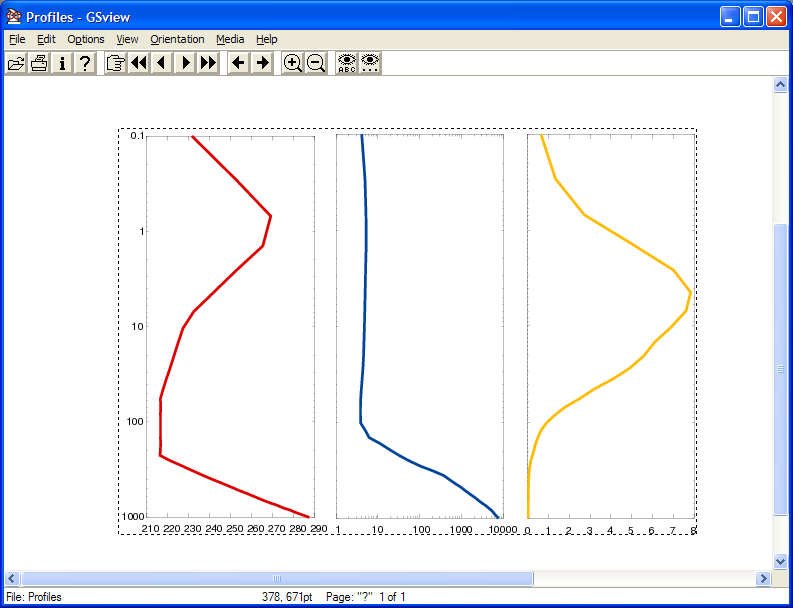 Profiles - GSview
File Edit Options View Orientation Media Help
i ? ABC
0.1
1
10
100
1000
210 220 230 240 250 260 270 280 290 1 10 100 1000 10000 0 1 2 3 4 5 6 7 8
File: Profiles 378, 671pt Page: "?" 1 of 1